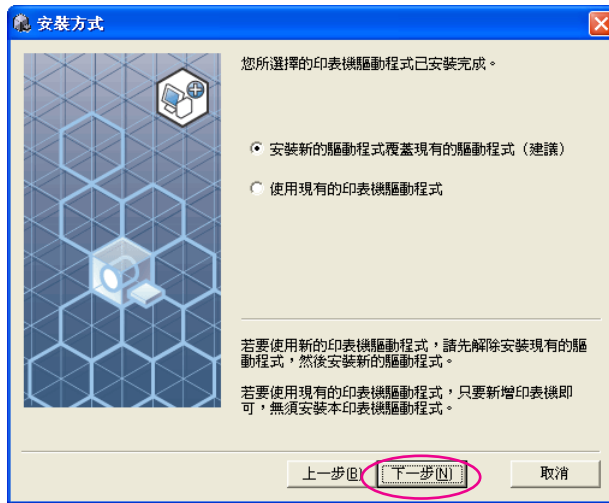 安裝方式
您所選擇的印表機驅動程式已安裝完成。
安裝新的驅動程式覆蓋現有的驅動程式（建議）
使用現有的印表機驅動程式
若要使用新的印表機驅動程式，請先解除安裝現有的驅
動程式，然後安裝新的驅動程式。
若要使用現有的印表機驅動程式，只要新增印表機即
可，無須安裝本印表機驅動程式。
上一步(B) 下一步(N) 取消